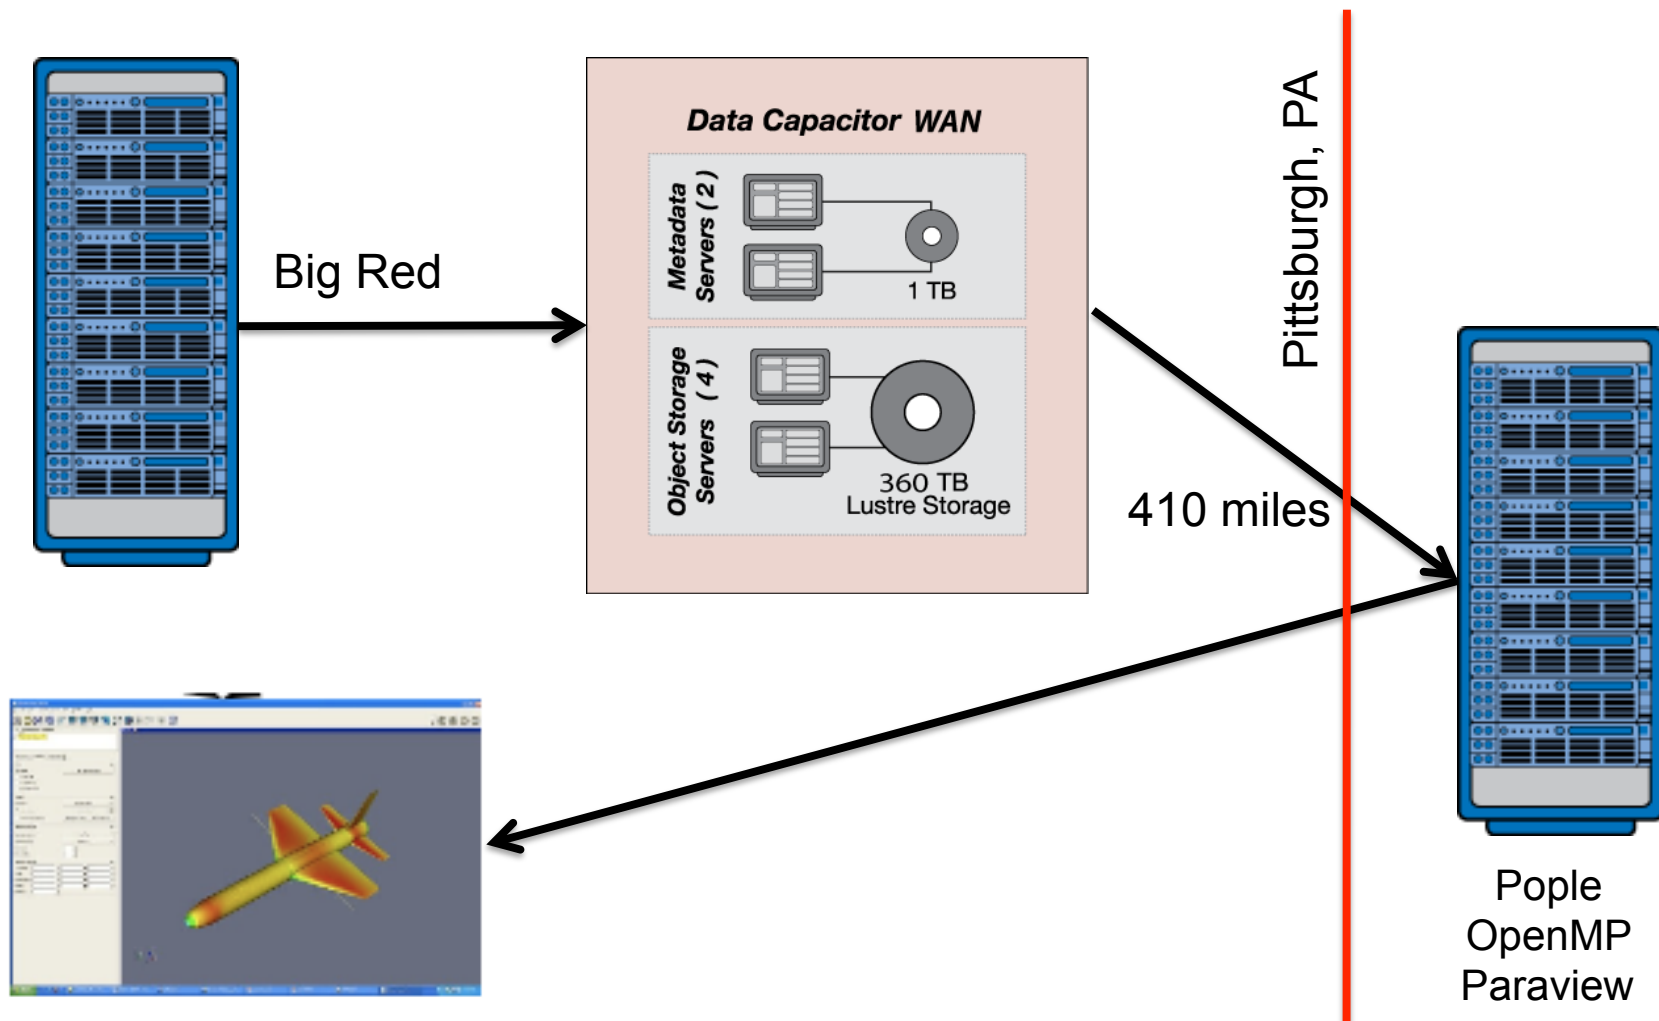 Big Red
Data Capacitor WAN
Metadata
Servers (2)
1 TB
Object Storage
Servers (4)
360 TB
Lustre Storage
410 miles
Pittsburgh, PA
Pople
OpenMP
Paraview